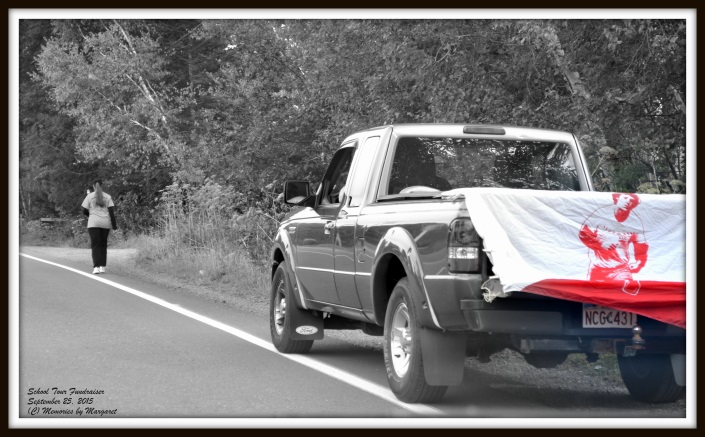 NCG 431
School Tour Fundraiser
September 25, 2015
(C) Memories by Margaret